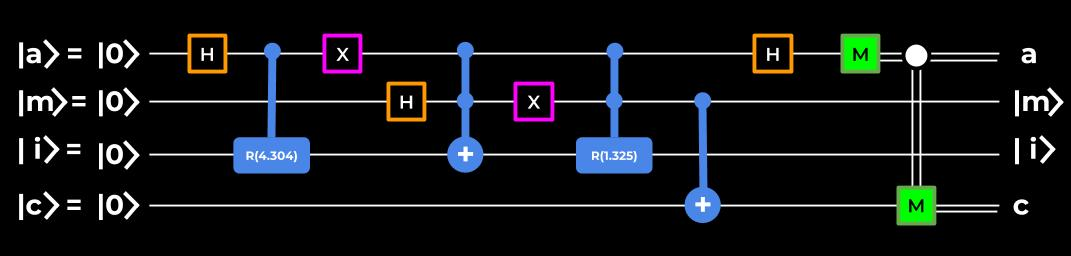 |a⟩ = |0⟩ H X H M a
|m⟩ = |0⟩ H X |m⟩
| i⟩ = |0⟩ R(4.304) + R(1.325) | i⟩
|c⟩ = |0⟩ + M c